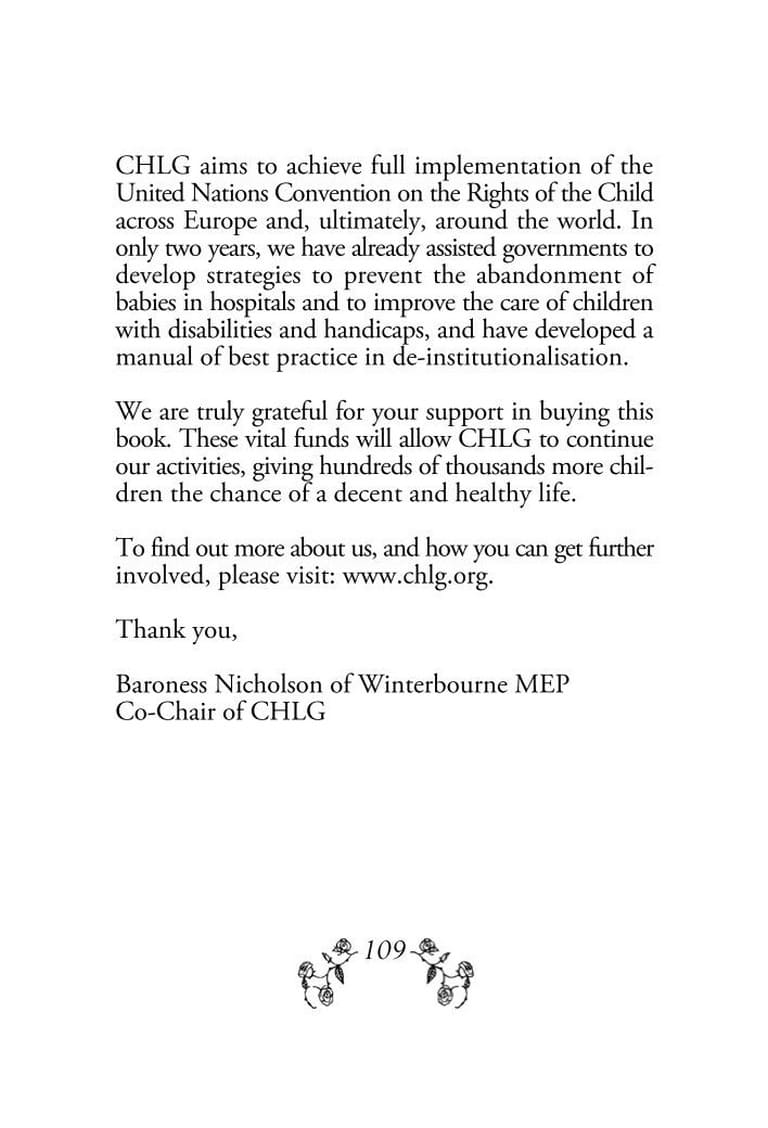 CHLG aims to achieve full implementation of the
United Nations Convention on the Rights of the Child
across Europe and, ultimately, around the world. In
only two years, we have already assisted governments to
develop strategies to prevent the abandonment of
babies in hospitals and to improve the care of children
with disabilities and handicaps, and have developed a
manual of best practice in de-institutionalisation.
We are truly grateful for your support in buying this
book. These vital funds will allow CHLG to continue
our activities, giving hundreds of thousands more chil-
dren the chance of a decent and healthy life.
To find out more about us, and how you can get further
involved, please visit: www.chlg.org.
Thank you,
Baroness Nicholson of Winterbourne MEP
Co-Chair of CHLG
109